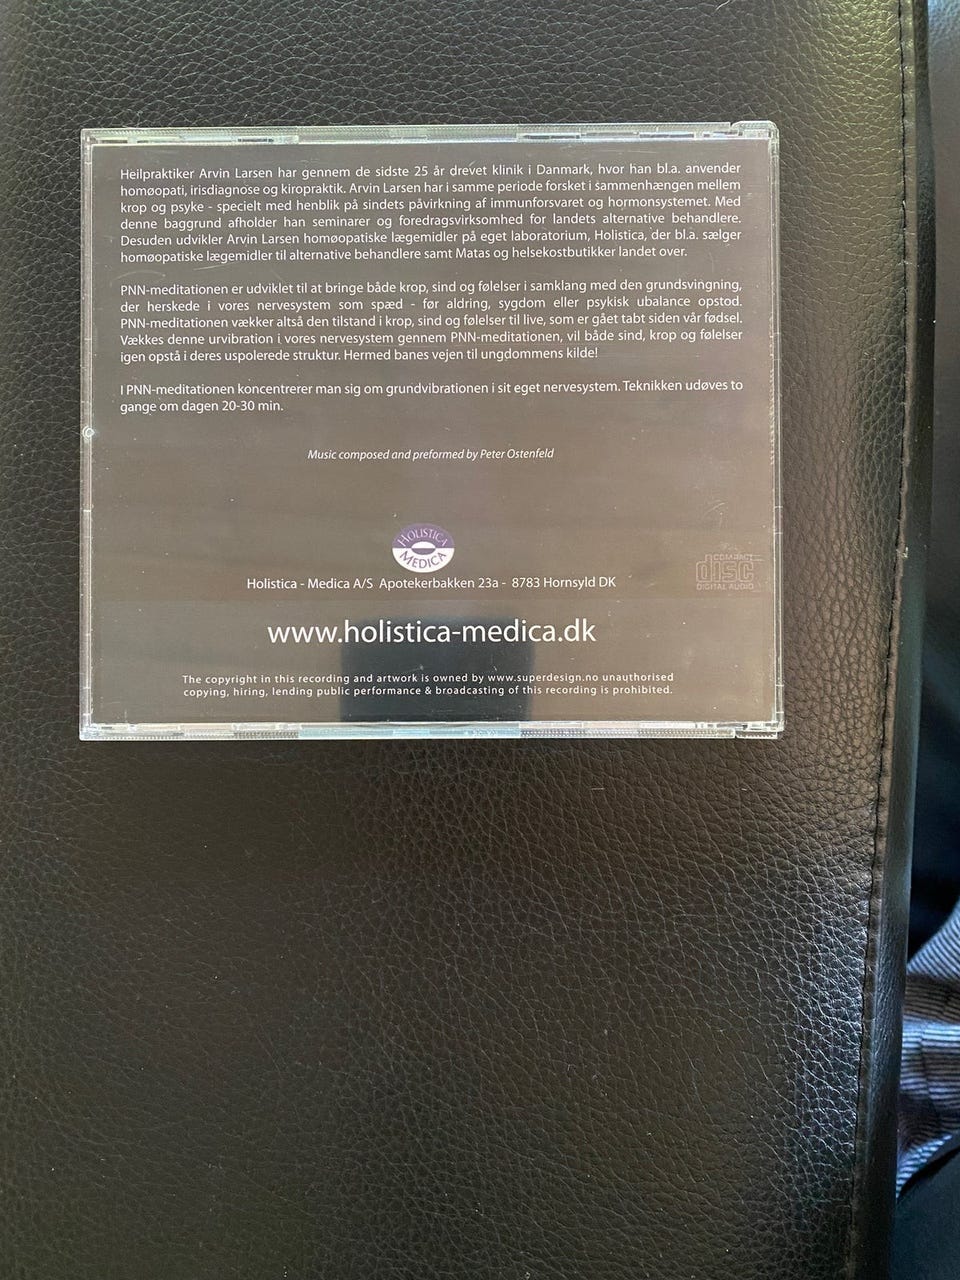 Heilpraktiker Arvin Larsen har gennem de sidste 25 år drevet klinik i Danmark, hvor han bl.a. anvender
homøopati, irisdiagnose og kiropraktik. Arvin Larsen har i samme periode forsket i sammenhængen mellem
krop og psyke - specielt med henblik på sindets påvirkning af immunforsvaret og hormonsystemet. Med
denne baggrund afholder han seminarer og foredragsvirksomhed for landets alternative behandlere.
Desuden udvikler Arvin Larsen homøopatiske lægemidler på eget laboratorium, Holistica, der bl.a. sælger
homøopatiske lægemidler til alternative behandlere samt Matas og helsekostbutikker landet over.
PNN-meditationen er udviklet til at bringe både krop, sind og følelser i samklang med den grundsvingning,
der herskede i vores nervesystem som spæd - før aldring, sygdom eller psykisk ubalance opstod.
PNN-meditationen vækker altså den tilstand i krop, sind og følelser til live, som er gået tabt siden vår fødsel.
Vækkes denne urvibration i vores nervesystem gennem PNN-meditationen, vil både sind, krop og følelser
igen opstå i deres uspolerede struktur. Hermed banes vejen til ungdommens kilde!
I PNN-meditationen koncentrerer man sig om grundvibrationen i sit eget nervesystem. Teknikken udøves to
gange om dagen 20-30 min.
Music composed and preformed by Peter Ostenfeld
HOLISTICA
MEDICA
COMPACT
disc
DIGITAL AUDIO
Holistica - Medica A/S Apotekerbakken 23a - 8783 Hornsyld DK
www.holistica-medica.dk
The copyright in this recording and artwork is owned by www.superdesign.no unauthorised
copying, hiring, lending public performance & broadcasting of this recording is prohibited.